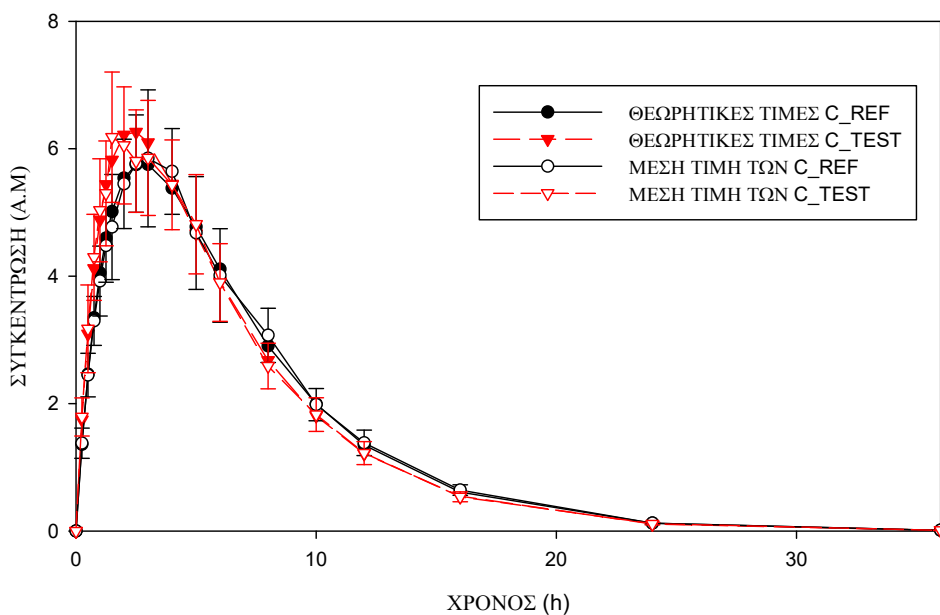 8
6
4
2
0
ΣΥΓΚΕΝΤΡΩΣΗ (Α.Μ)
ΘΕΩΡΗΤΙΚΕΣ ΤΙΜΕΣ C_REF
ΘΕΩΡΗΤΙΚΕΣ ΤΙΜΕΣ C_TEST
ΜΕΣΗ ΤΙΜΗ ΤΩΝ C_REF
ΜΕΣΗ ΤΙΜΗ ΤΩΝ C_TEST
0 10 20 30
ΧΡΟΝΟΣ (h)